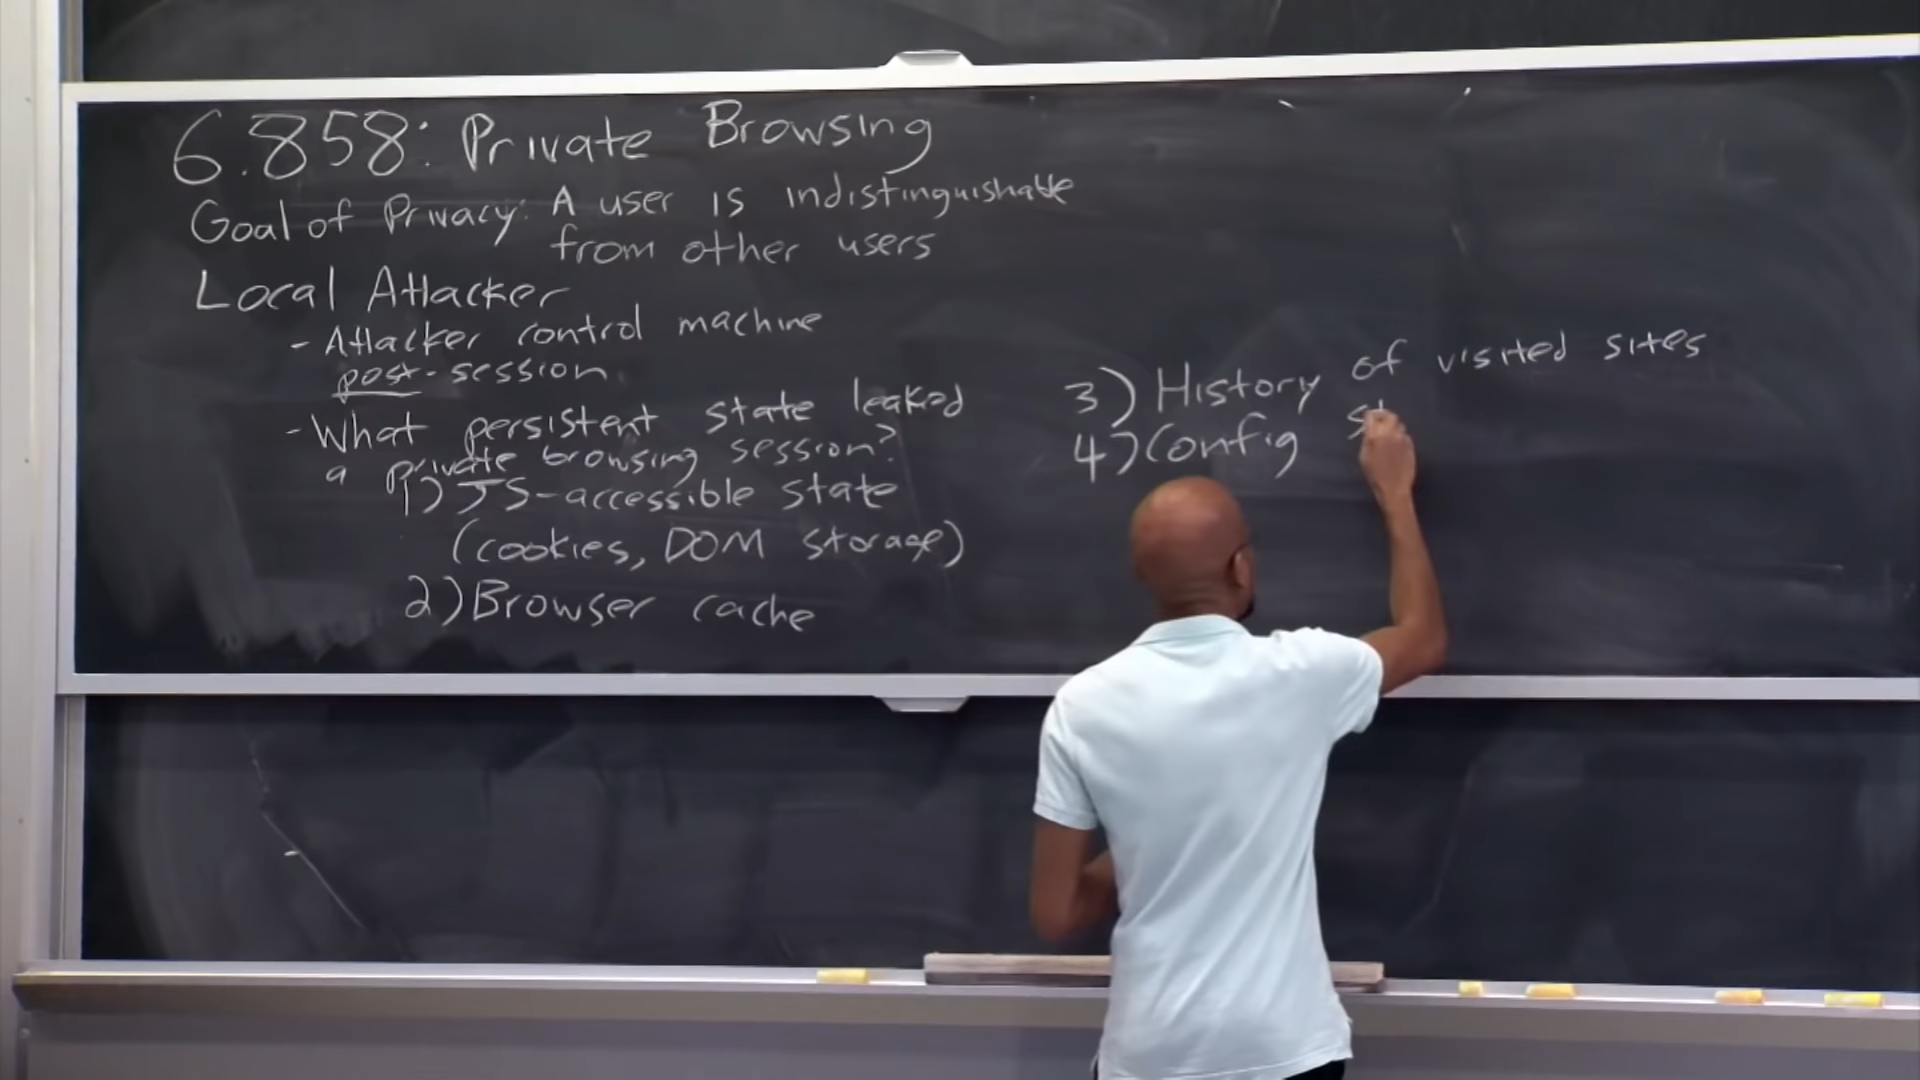 6.858: Private Browsing
Goal of Privacy: A user is indistinguishable
from other users
Local Attacker
- Attacker control machine
post-session
- What persistent state leaked
a private browsing session?
1) JS-accessible state
(cookies, DOM storage)
2) Browser cache
3) History of visited sites
4) Config